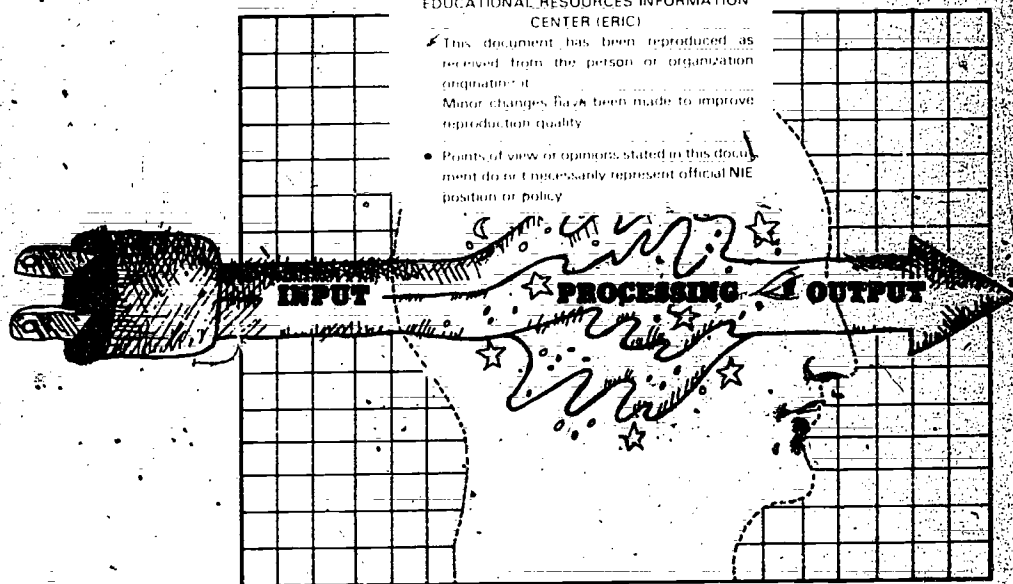 EDUCATIONAL RESOURCES INFORMATION
CENTER (ERIC)
This document has been reproduced as
received from the person or organization
originating it
Minor changes have been made to improve
reproduction quality
• Points of view or opinions stated in this docu
ment do not necessarily represent official NIE
position or policy
INPUT PROCESSING OUTPUT